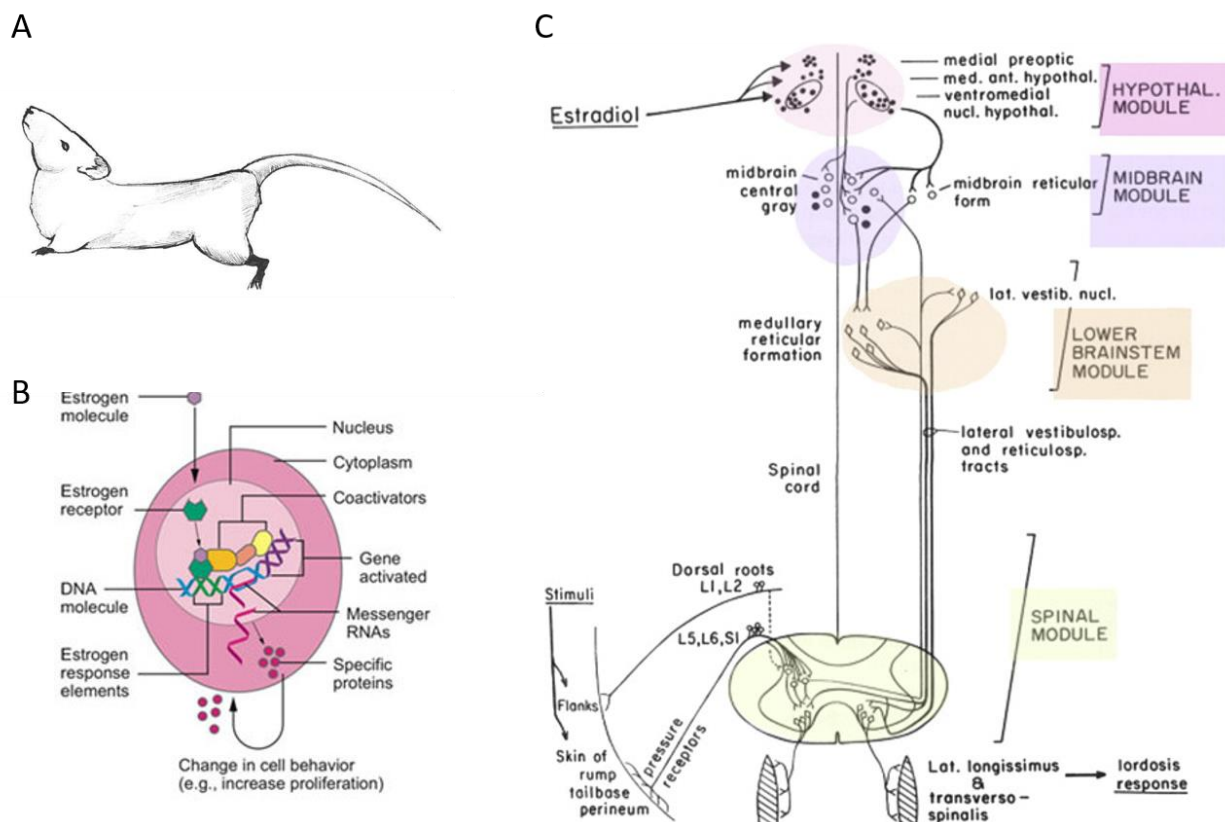 A
B
Estrogen
molecule
Estrogen
receptor
DNA
molecule
Estrogen
response
elements
Nucleus
Cytoplasm
Coactivators
Gene
activated
Messenger
RNAs
Specific
proteins
Change in cell behavior
(e.g., increase proliferation)
C
Estradiol
medial preoptic
med. ant. hypothal.
ventromedial
nucl. hypothal.
HYPOTHAL.
MODULE
midbrain
central
gray
midbrain reticular
form
MIDBRAIN
MODULE
medullary
reticular
formation
lat. vestib. nucl.
LOWER
BRAINSTEM
MODULE
lateral vestibulosp.
and reticulosp.
tracts
Spinal
cord
Dorsal roots
L1, L2
L5, L6, S1
Stimuli
Flanks
Skin of
rump
tailbase
perineum
pressure
receptors
SPINAL
MODULE
Lat. longissimus
&
transverso-
spinalis
lordosis
response